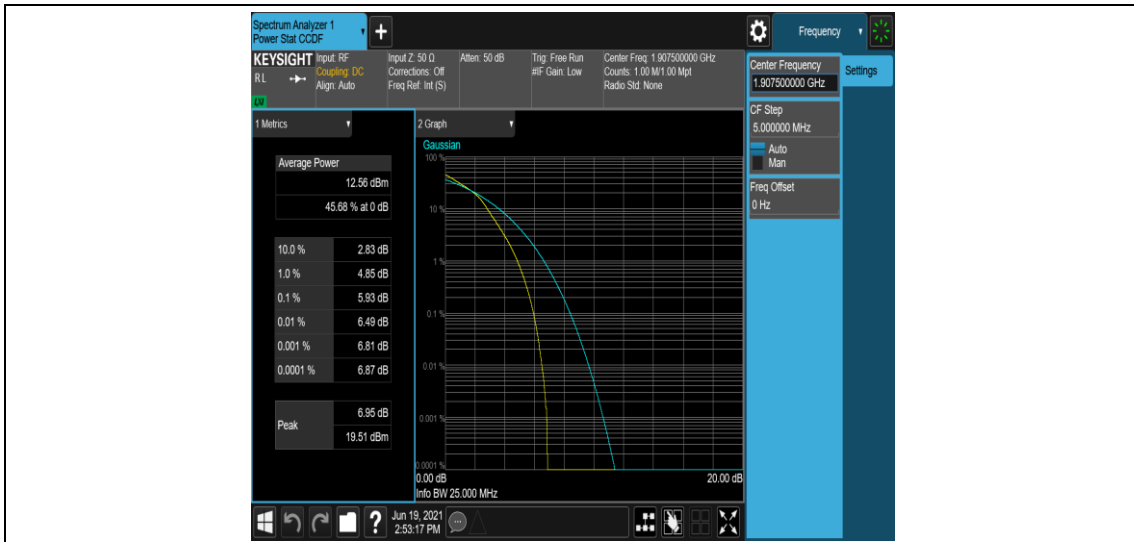 Spectrum Analyzer 1
Power Stat CCDF
+
Frequency
KEYSIGHT
RL
LXI
Input: RF
Coupling: DC
Align: Auto
Input Z: 50 Ω
Corrections: Off
Freq Ref: Int (S)
Atten: 50 dB
Trig: Free Run
#IF Gain: Low
Center Freq: 1.907500000 GHz
Counts: 1.00 M/1.00 Mpt
Radio Std: None
Center Frequency
1.907500000 GHz
Settings
CF Step
5.000000 MHz
Auto
Man
Freq Offset
0 Hz
1 Metrics
Average Power
12.56 dBm
45.68 % at 0 dB
10.0 % 2.83 dB
1.0 % 4.85 dB
0.1 % 5.93 dB
0.01 % 6.49 dB
0.001 % 6.81 dB
0.0001 % 6.87 dB
Peak
6.95 dB
19.51 dBm
2 Graph
Gaussian
100 %
10 %
1 %
0.1 %
0.01 %
0.001 %
0.0001 %
0.00 dB 20.00 dB
Info BW 25.000 MHz
?
Jun 19, 2021
2:53:17 PM